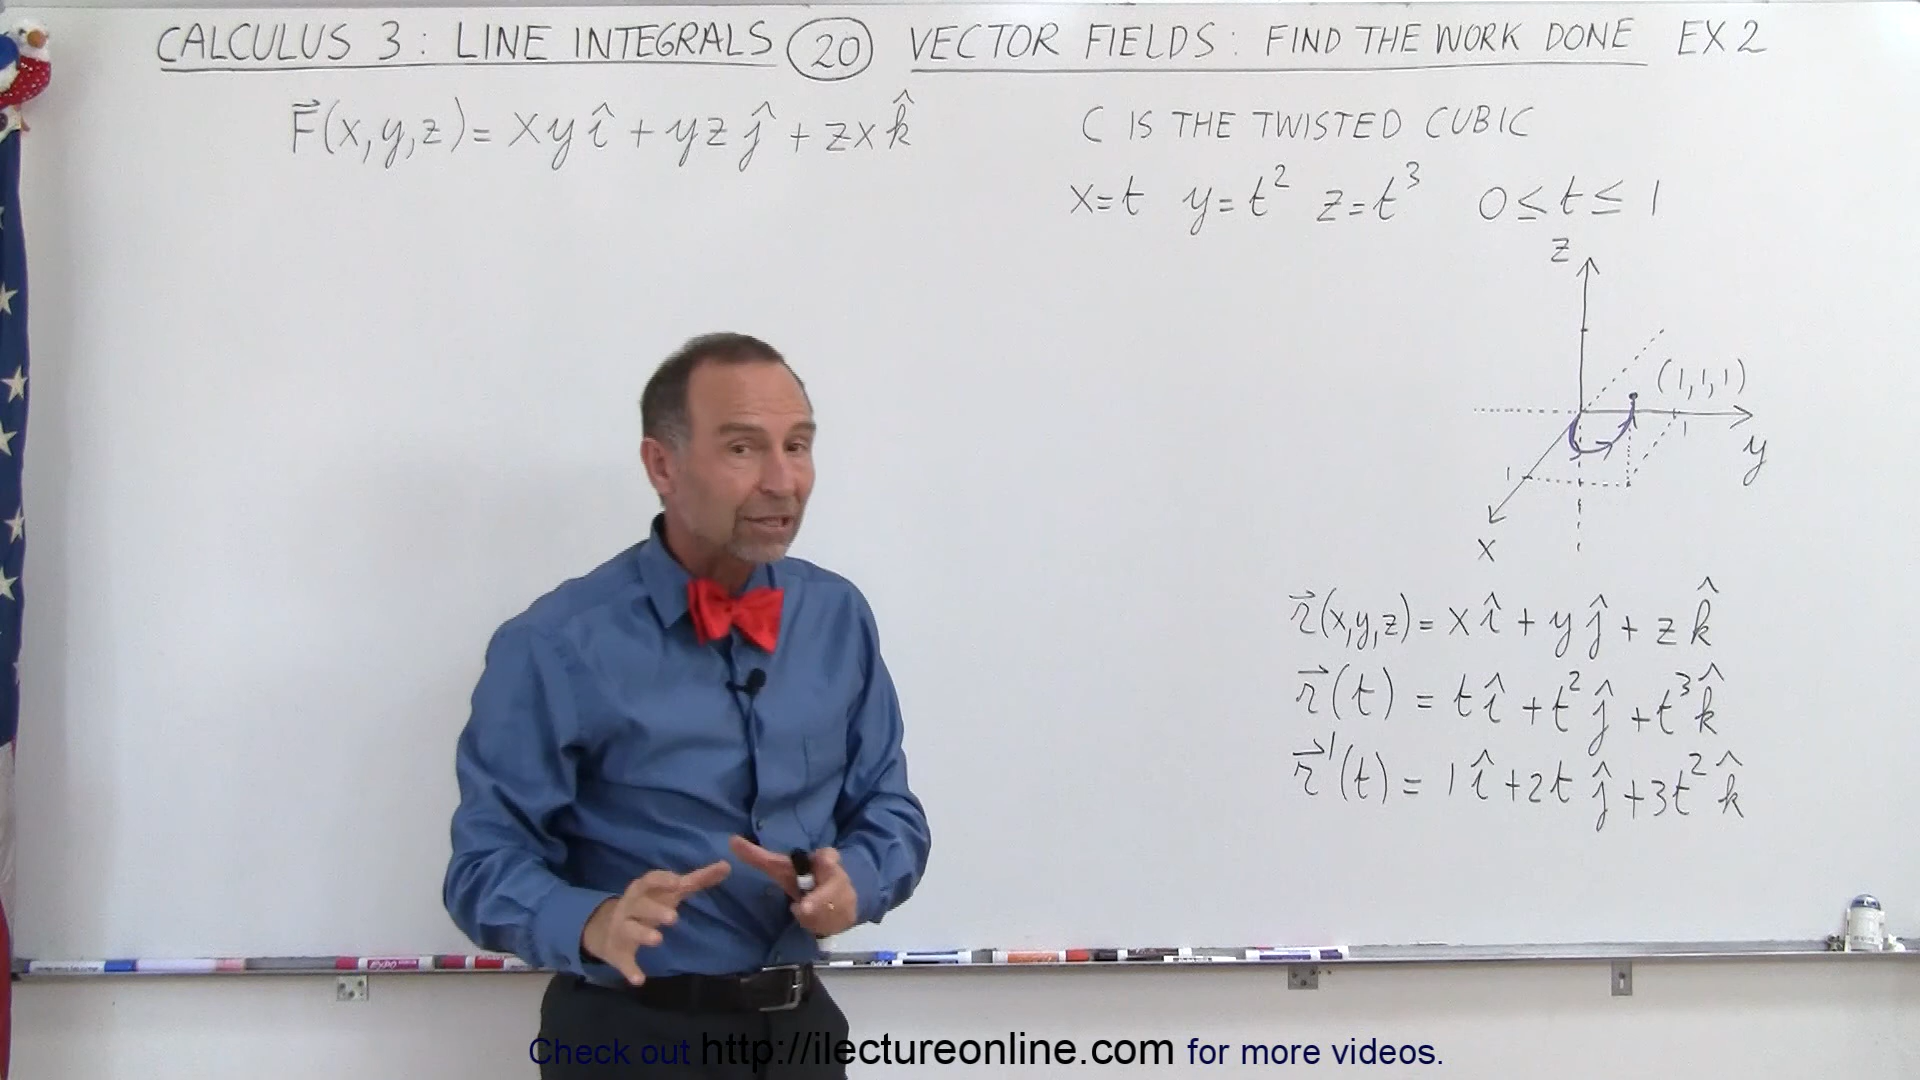 CALCULUS 3: LINE INTEGRALS 20 VECTOR FIELDS: FIND THE WORK DONE EX 2
F⃗(x,y,z)= xy î + yz ĵ + zx k̂
C IS THE TWISTED CUBIC
x=t y=t² z=t³ 0≤t≤1
z
(1,1,1)
1
y
1
x
r⃗(x,y,z)= x î + y ĵ + z k̂
r⃗(t) = t î + t² ĵ + t³ k̂
r⃗'(t) = 1 î + 2t ĵ + 3t² k̂
Check out http://ilectureonline.com for more videos.